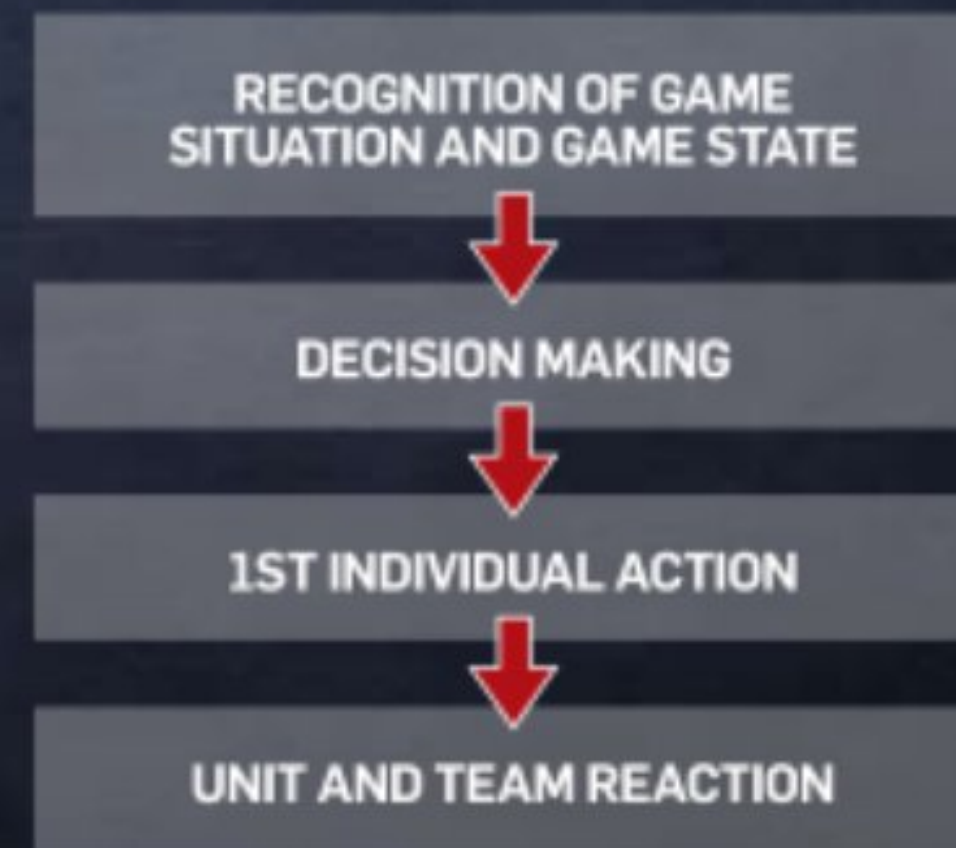 RECOGNITION OF GAME
SITUATION AND GAME STATE
DECISION MAKING
1ST INDIVIDUAL ACTION
UNIT AND TEAM REACTION